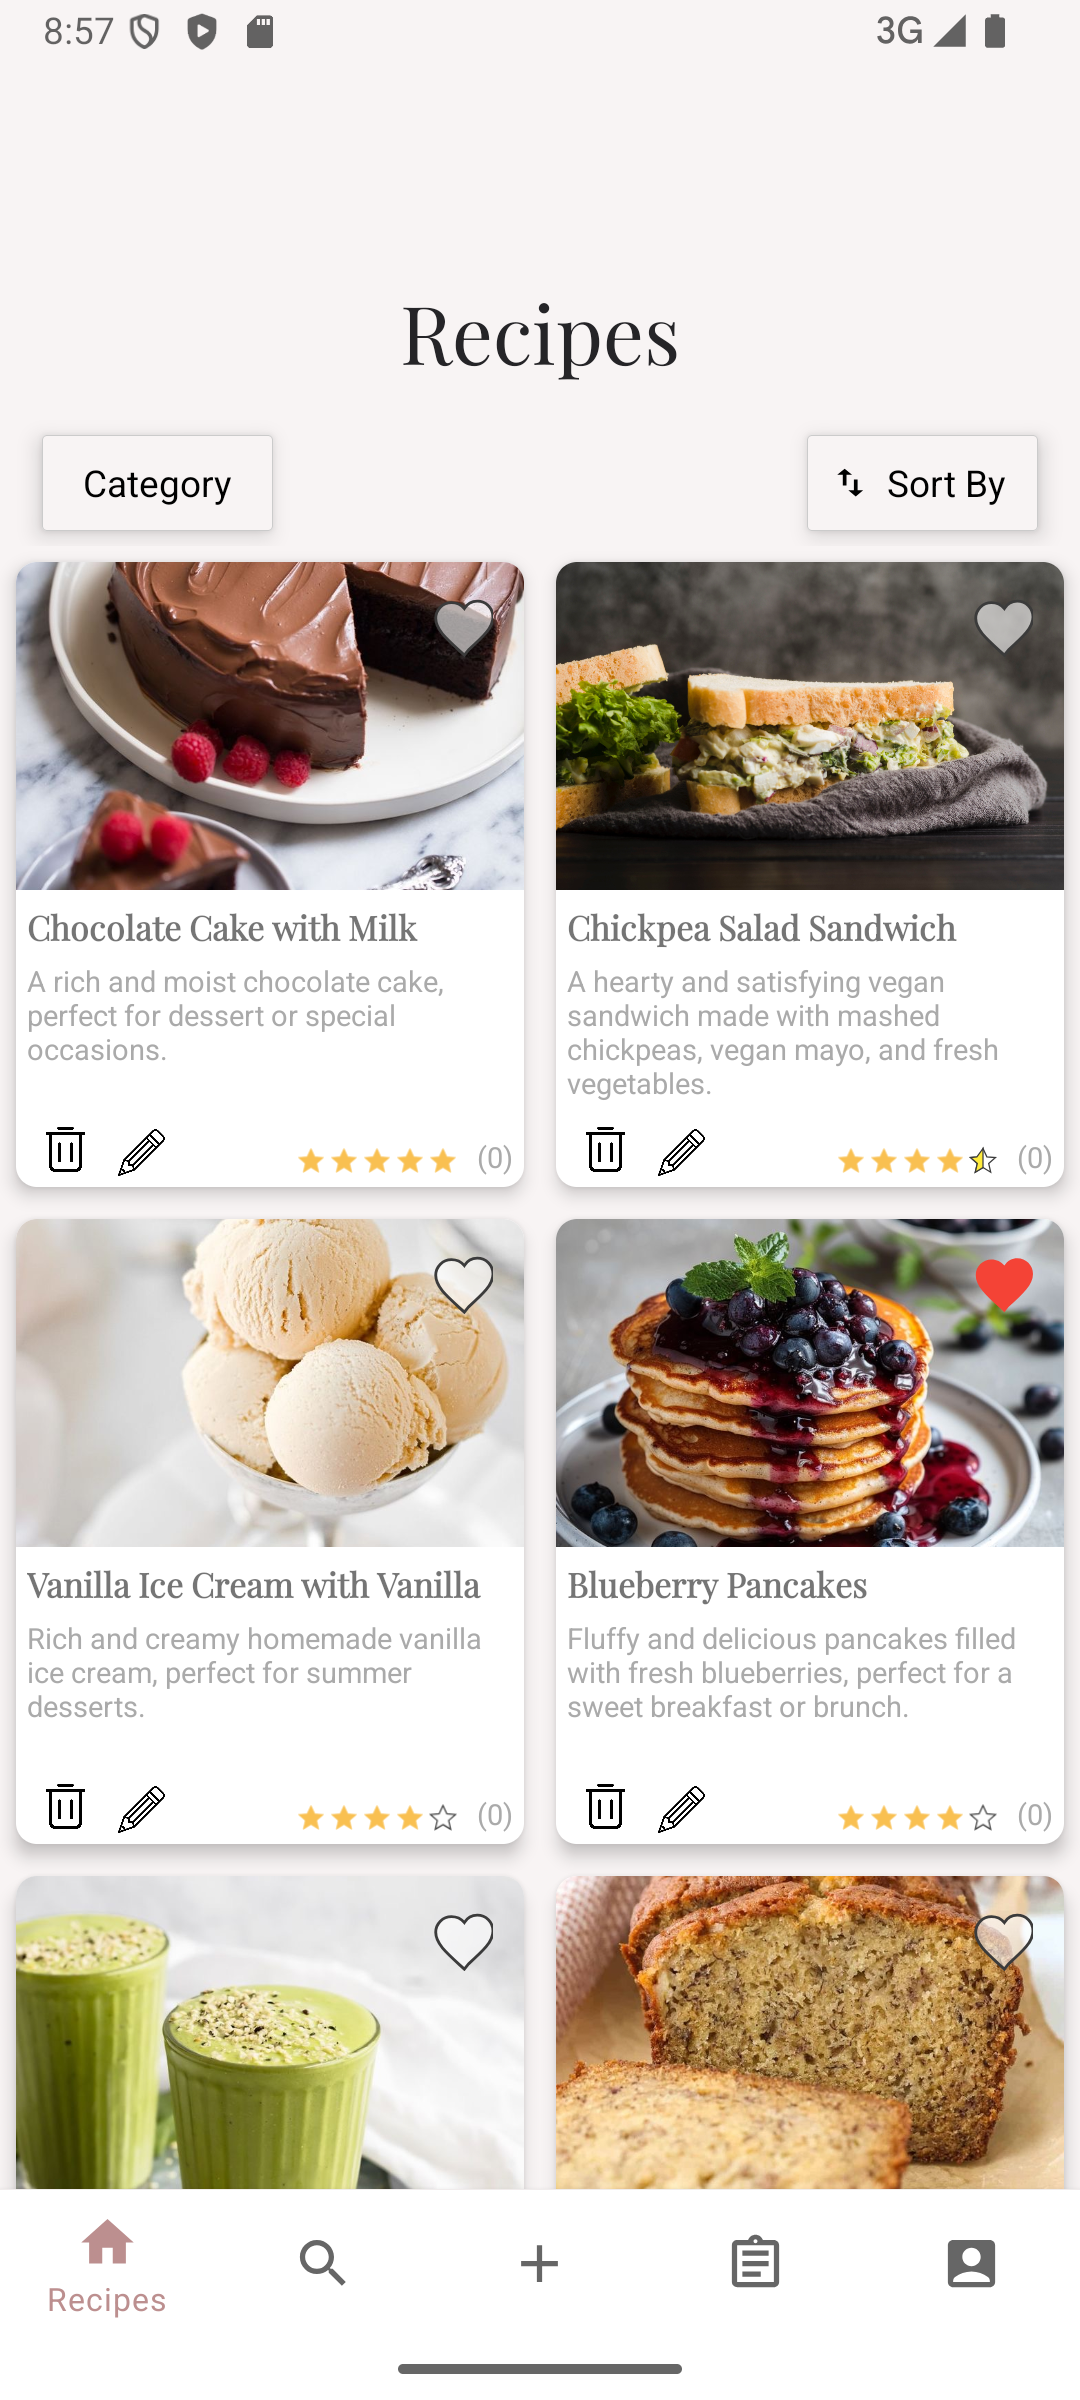 8:57
3G
Recipes
Category
Sort By
Chocolate Cake with Milk
A rich and moist chocolate cake,
perfect for dessert or special
occasions.
(0)
Chickpea Salad Sandwich
A hearty and satisfying vegan
sandwich made with mashed
chickpeas, vegan mayo, and fresh
vegetables.
(0)
Vanilla Ice Cream with Vanilla
Rich and creamy homemade vanilla
ice cream, perfect for summer
desserts.
(0)
Blueberry Pancakes
Fluffy and delicious pancakes filled
with fresh blueberries, perfect for a
sweet breakfast or brunch.
(0)
Recipes